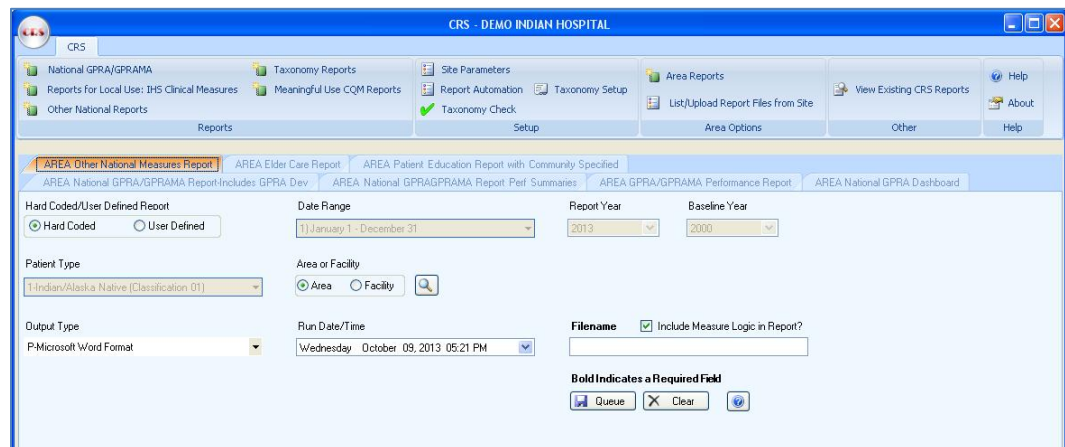 CRS - DEMO INDIAN HOSPITAL
CRS
CRS
National GPRA/GPRAMA
Reports for Local Use: IHS Clinical Measures
Other National Reports
Taxonomy Reports
Meaningful Use CQM Reports
Reports
Site Parameters
Report Automation
Taxonomy Setup
Taxonomy Check
Setup
Area Reports
List/Upload Report Files from Site
Area Options
View Existing CRS Reports
Other
Help
About
Help
AREA Other National Measures Report
AREA Elder Care Report
AREA Patient Education Report with Community Specified
AREA National GPRA/GPRAMA Report-Includes GPRA Dev
AREA National GPRAGPRAMA Report Perf Summaries
AREA GPRA/GPRAMA Performance Report
AREA National GPRA Dashboard
Hard Coded/User Defined Report
Hard Coded
User Defined
Date Range
1) January 1 - December 31
Report Year
2013
Baseline Year
2000
Patient Type
1-Indian/Alaska Native (Classification 01)
Area or Facility
Area
Facility
Output Type
P-Microsoft Word Format
Run Date/Time
Wednesday October 09, 2013 05:21 PM
Filename
Include Measure Logic in Report?
Bold Indicates a Required Field
Queue
Clear